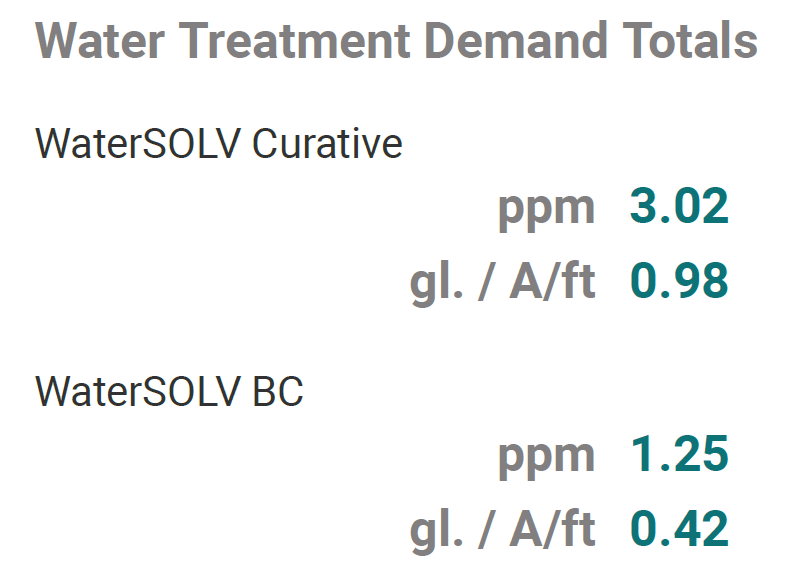 Water Treatment Demand Totals
WaterSOLV Curative
ppm 3.02
gl. / A/ft 0.98
WaterSOLV BC
ppm 1.25
gl. / A/ft 0.42